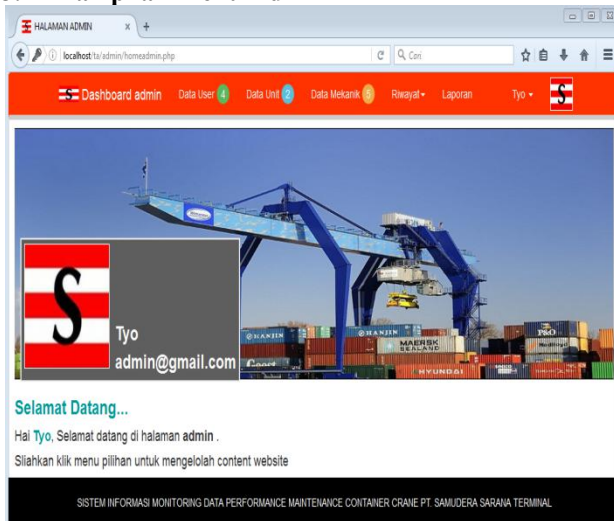 HALAMAN ADMIN
localhost/ta/admin/homeadmin.php
Cari
Dashboard admin Data User 4 Data Unit 2 Data Mekanik 5 Riwayat Laporan Tyo
S
HANJIN HANJIN
MAERSK
SEALAND
P&O
HYUNDAI
S
Tyo
admin@gmail.com
Selamat Datang...
Hai Tyo, Selamat datang di halaman admin .
Sliahkan klik menu pilihan untuk mengelolah content website
SISTEM INFORMASI MONITORING DATA PERFORMANCE MAINTENANCE CONTAINER CRANE PT. SAMUDERA SARANA TERMINAL